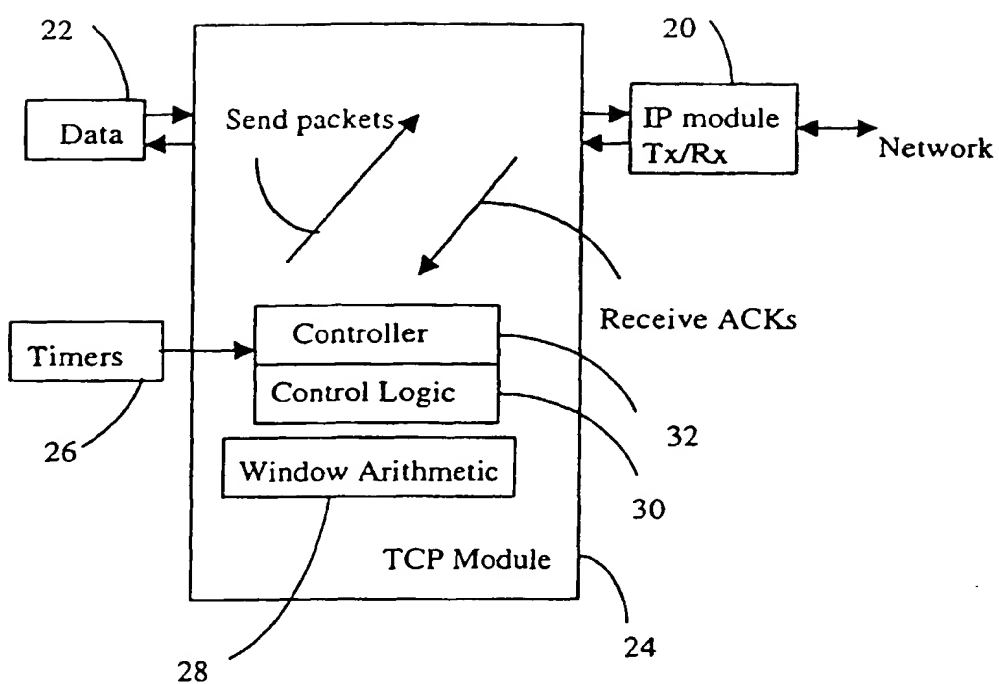 22
20
Data
Send packets
IP module
Tx/Rx
Network
Receive ACKs
Timers
Controller
Control Logic
32
26
Window Arithmetic
30
TCP Module
24
28